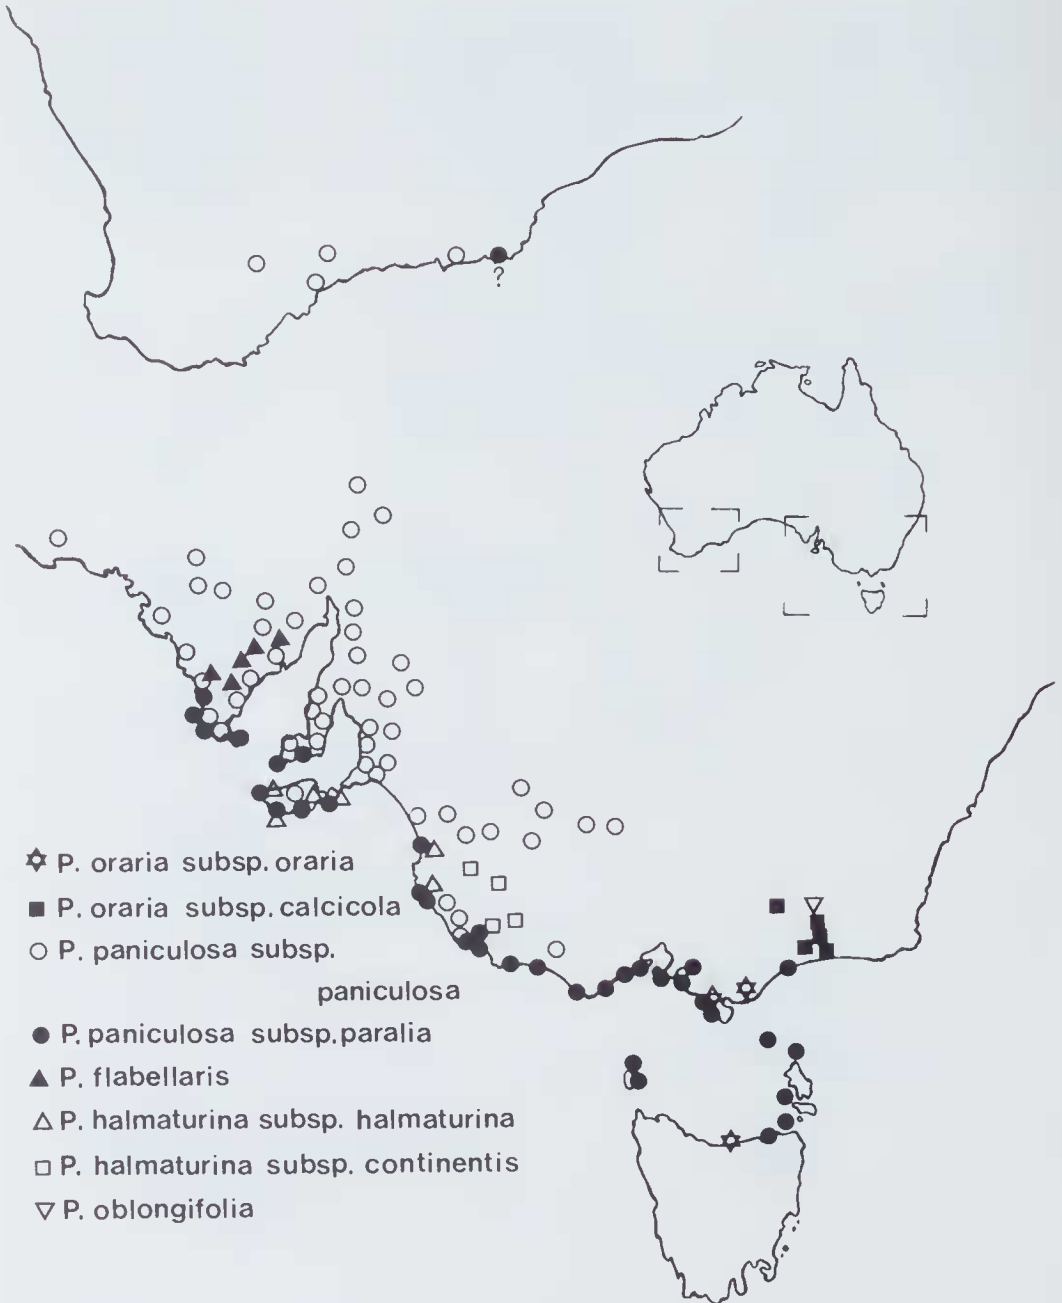 ?
P. oraria subsp. oraria
P. oraria subsp. calcicola
P. paniculosa subsp.
paniculosa
P. paniculosa subsp. paralia
P. flabellaris
P. halmaturina subsp. halmaturina
P. halmaturina subsp. continentis
P. oblongifolia